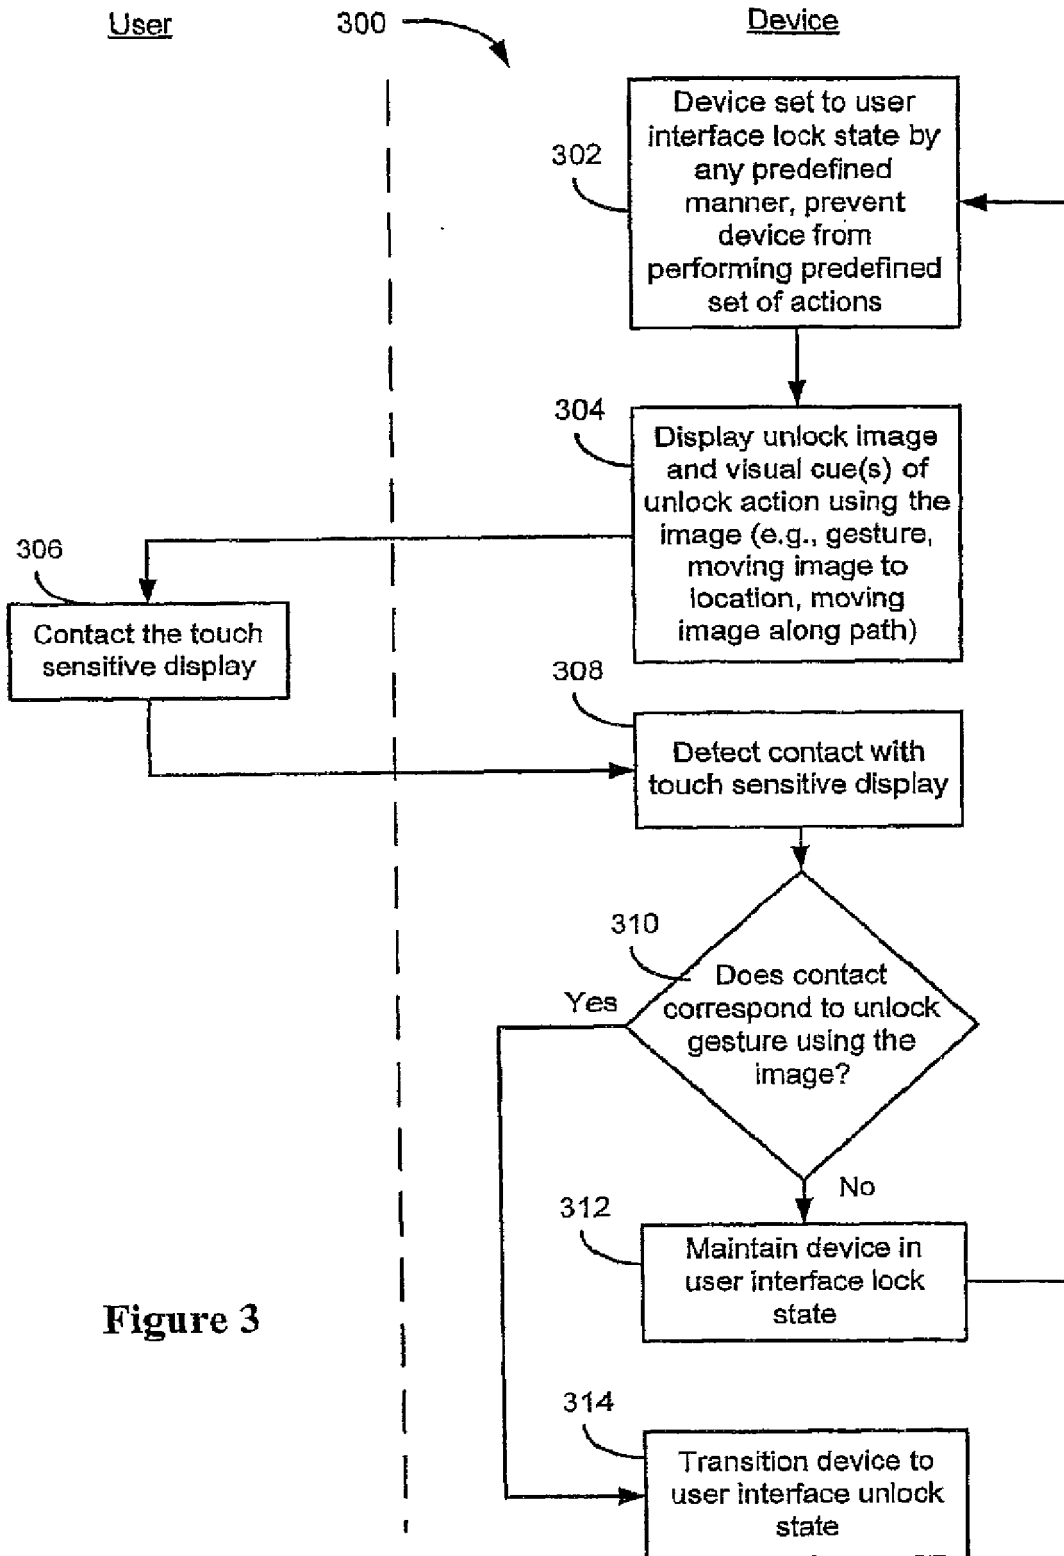 User
300
Device
302
Device set to user
interface lock state by
any predefined
manner, prevent
device from
performing predefined
set of actions
304
Display unlock image
and visual cue(s) of
unlock action using the
image (e.g., gesture,
moving image to
location, moving
image along path)
306
Contact the touch
sensitive display
308
Detect contact with
touch sensitive display
310
Does contact
correspond to unlock
gesture using the
image?
Yes
No
312
Maintain device in
user interface lock
state
Figure 3
314
Transition device to
user interface unlock
state